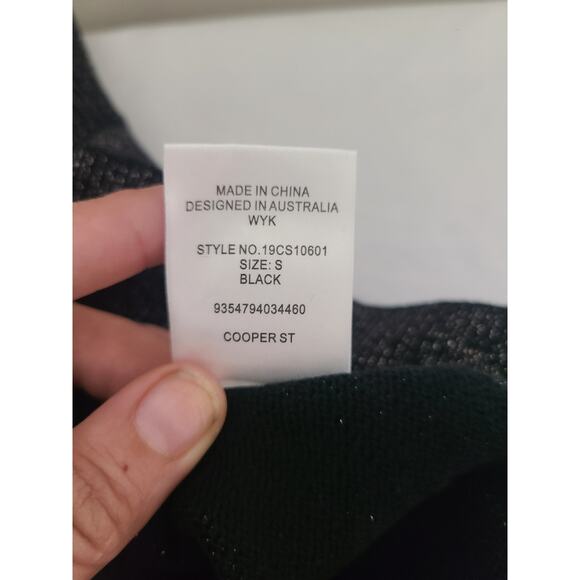 MADE IN CHINA
DESIGNED IN AUSTRALIA
WYK
STYLE NO.19CS10601
SIZE: S
BLACK
9354794034460
COOPER ST